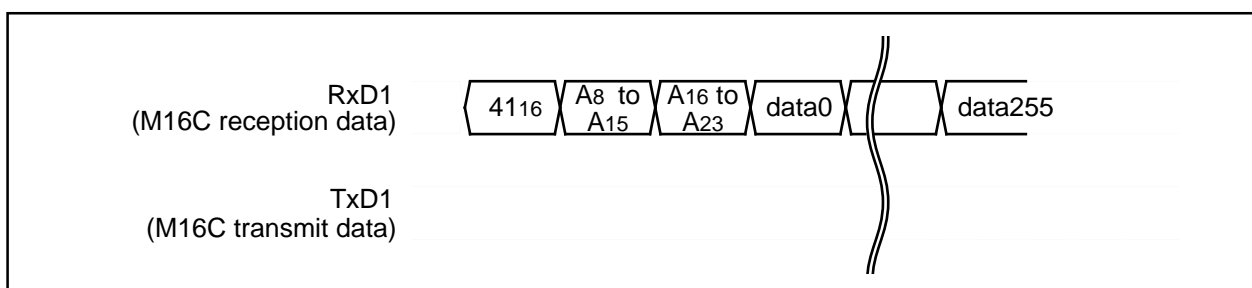 RxD1
(M16C reception data)
4116
A8 to
A15
A16 to
A23
data0
data255
TxD1
(M16C transmit data)